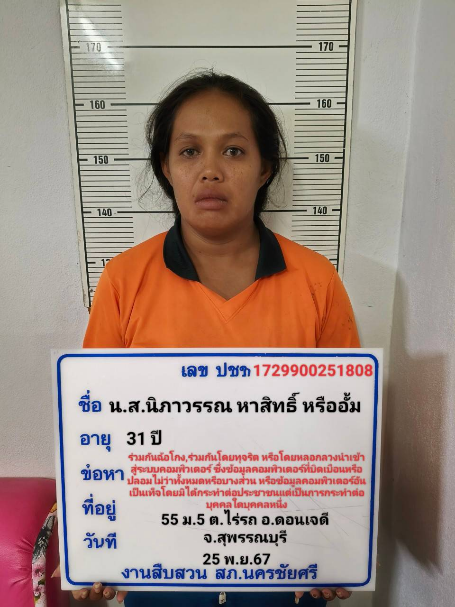 170 170
160 160
150 150
140 140
เลข ปชช 1729900251808
ชื่อ น.ส.นิภาวรรณ หาสิทธิ์ หรืออั้ม
อายุ 31 ปี
ข้อหา ร่วมกันฉ้อโกง,ร่วมกันโดยทุจริต หรือโดยหลอกลวงนำเข้า
สู่ระบบคอมพิวเตอร์ ซึ่งข้อมูลคอมพิวเตอร์ที่บิดเบือนหรือ
ปลอมไม่ว่าทั้งหมดหรือบางส่วน หรือข้อมูลคอมพิวเตอร์อัน
เป็นเท็จโดยมิได้กระทำต่อประชาชนแต่เป็นการกระทำต่อ
บุคคลใดบุคคลหนึ่ง
ที่อยู่ 55 ม.5 ต.ไร่รถ อ.ดอนเจดี
จ.สุพรรณบุรี
วันที่ 25 พ.ย.67
งานสืบสวน สภ.นครชัยศรี